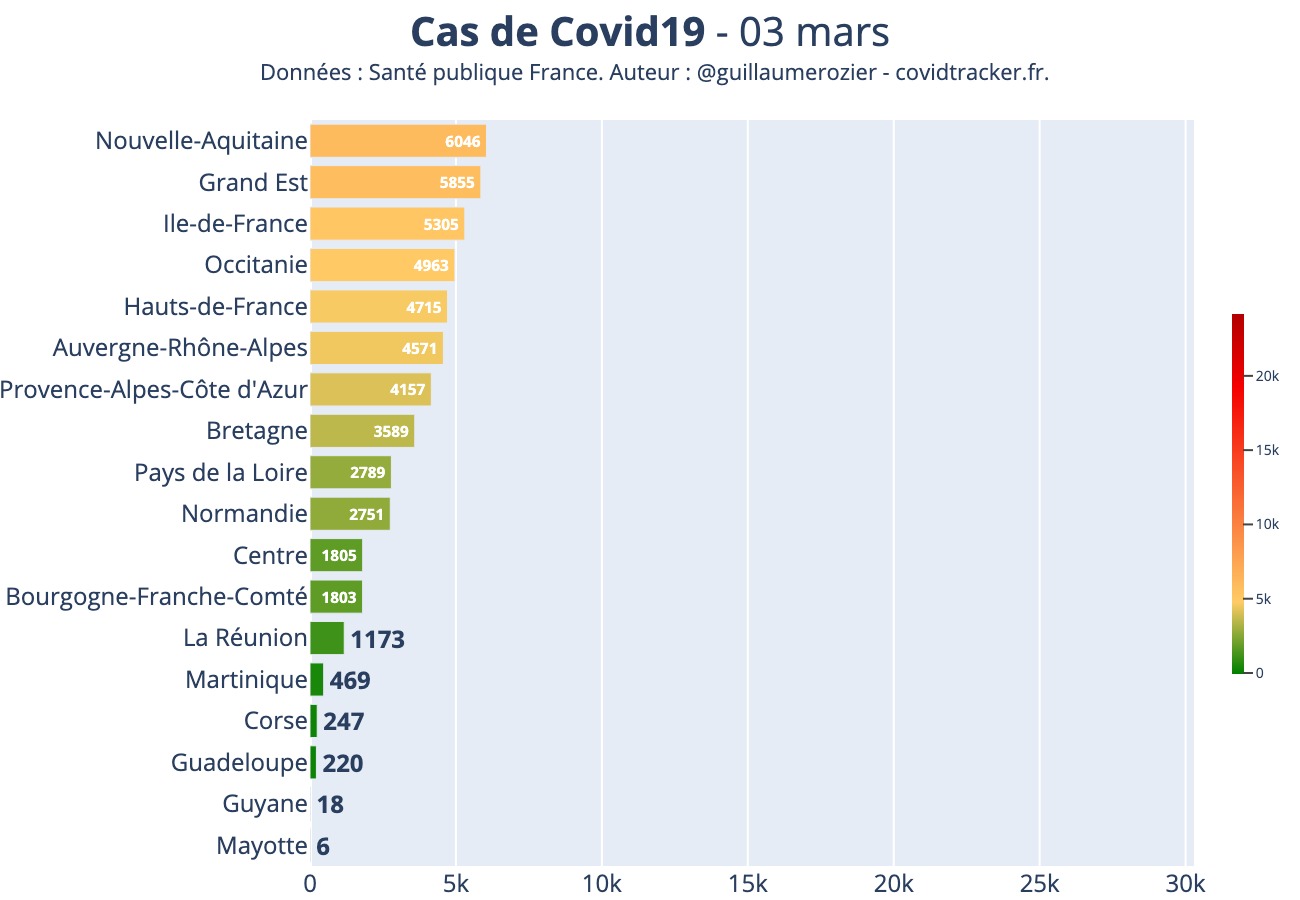 Cas de Covid19 - 03 mars
Données : Santé publique France. Auteur : @guillaumerozier - covidtracker.fr.
Nouvelle-Aquitaine 6046
Grand Est 5855
Ile-de-France 5305
Occitanie 4963
Hauts-de-France 4715
Auvergne-Rhône-Alpes 4571
Provence-Alpes-Côte d'Azur 4157
Bretagne 3589
Pays de la Loire 2789
Normandie 2751
Centre 1805
Bourgogne-Franche-Comté 1803
La Réunion 1173
Martinique 469
Corse 247
Guadeloupe 220
Guyane 18
Mayotte 6
0 5k 10k 15k 20k 25k 30k
20k
15k
10k
5k
0